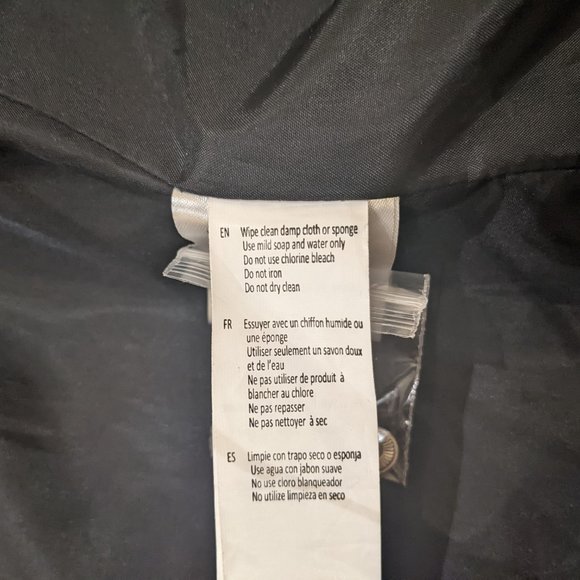 EN Wipe clean damp cloth or sponge
Use mild soap and water only
Do not use chlorine bleach
Do not iron
Do not dry clean
FR Essuyer avec un chiffon humide ou
une éponge
Utiliser seulement un savon doux
et de l'eau
Ne pas utiliser de produit à
blancher au chlore
Ne pas repasser
Ne pas nettoyer à sec
ES Limpie con trapo seco o esponja
Use agua con jabon suave
No use cloro blanqueador
No utilize limpieza en seco